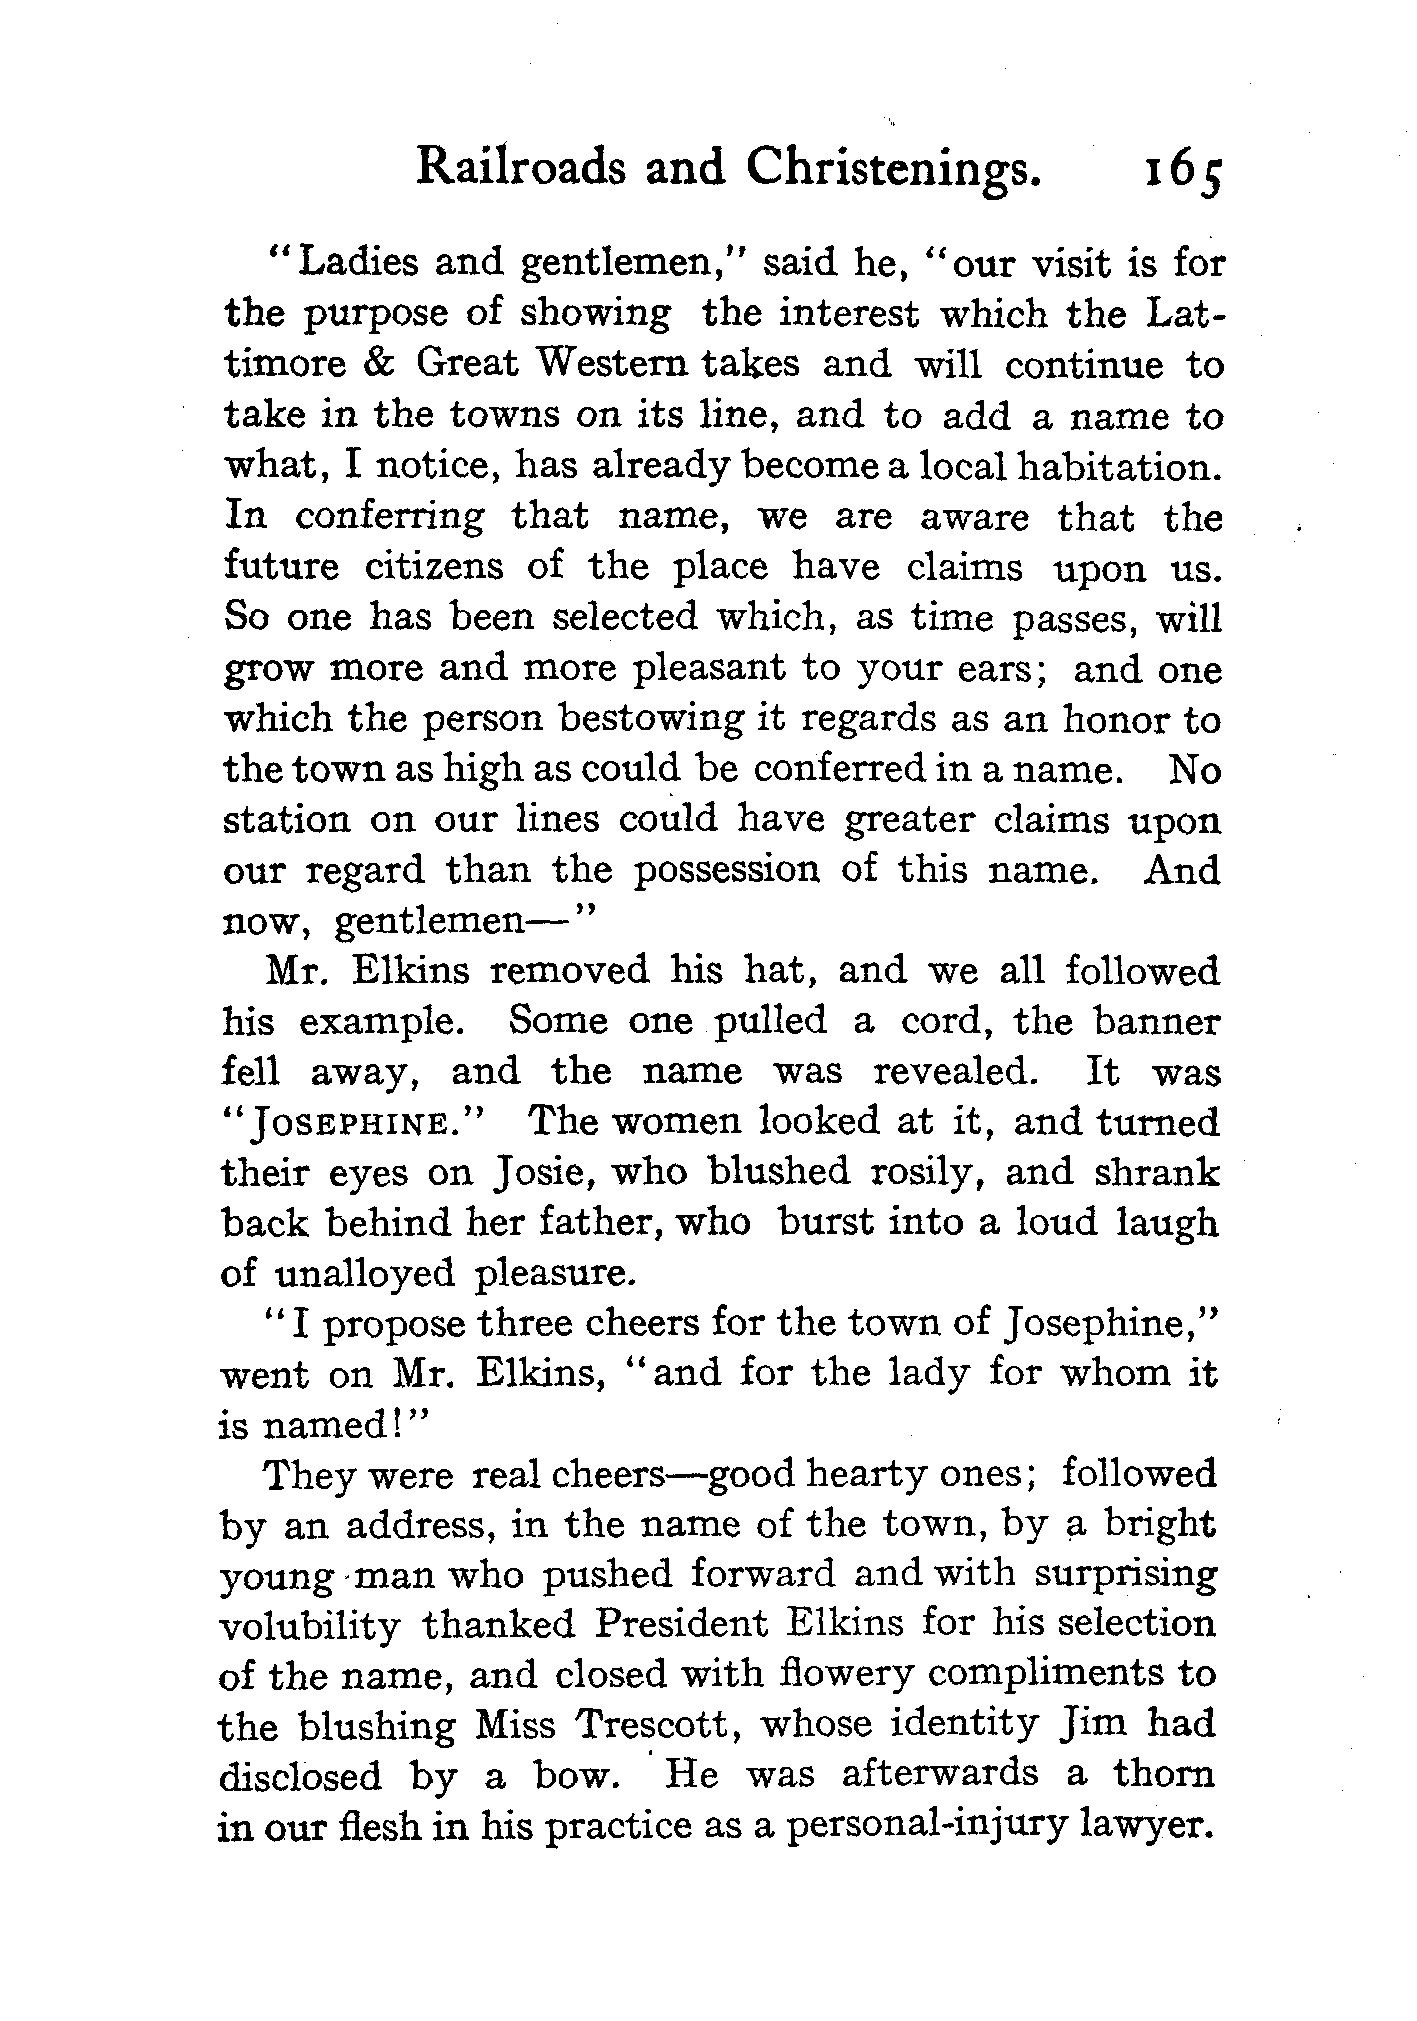 Railroads and Christenings. 165
"Ladies and gentlemen," said he, "our visit is for
the purpose of showing the interest which the Lat-
timore & Great Western takes and will continue to
take in the towns on its line, and to add a name to
what, I notice, has already become a local habitation.
In conferring that name, we are aware that the
future citizens of the place have claims upon us.
So one has been selected which, as time passes, will
grow more and more pleasant to your ears; and one
which the person bestowing it regards as an honor to
the town as high as could be conferred in a name. No
station on our lines could have greater claims upon
our regard than the possession of this name. And
now, gentlemen—"
Mr. Elkins removed his hat, and we all followed
his example. Some one pulled a cord, the banner
fell away, and the name was revealed. It was
"JOSEPHINE." The women looked at it, and turned
their eyes on Josie, who blushed rosily, and shrank
back behind her father, who burst into a loud laugh
of unalloyed pleasure.
"I propose three cheers for the town of Josephine,"
went on Mr. Elkins, "and for the lady for whom it
is named!"
They were real cheers—good hearty ones; followed
by an address, in the name of the town, by a bright
young man who pushed forward and with surprising
volubility thanked President Elkins for his selection
of the name, and closed with flowery compliments to
the blushing Miss Trescott, whose identity Jim had
disclosed by a bow. He was afterwards a thorn
in our flesh in his practice as a personal-injury lawyer.